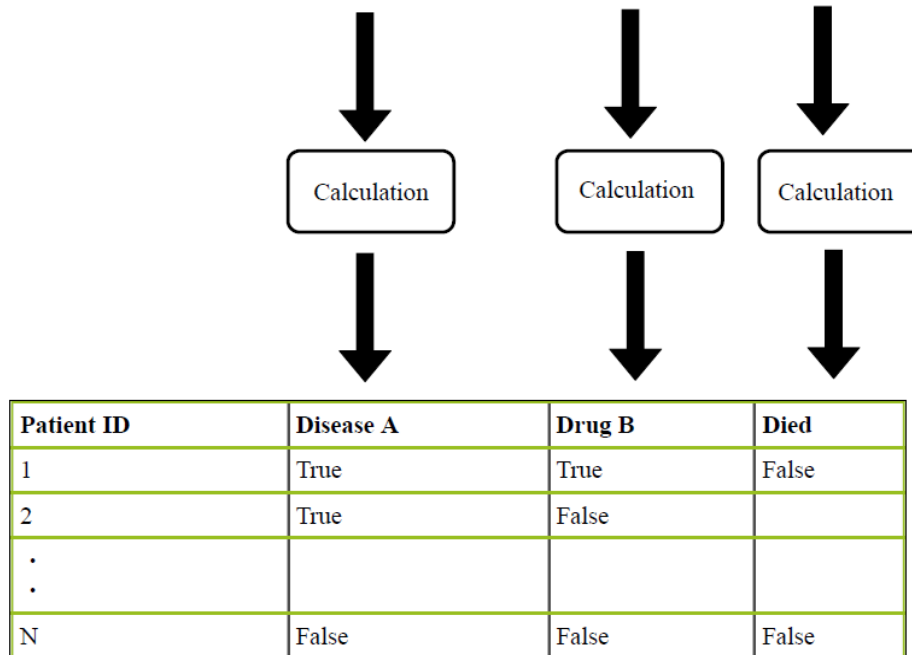 Calculation Calculation Calculation
Patient ID Disease A Drug B Died
1 True True False
2 True False
.
.
N False False False